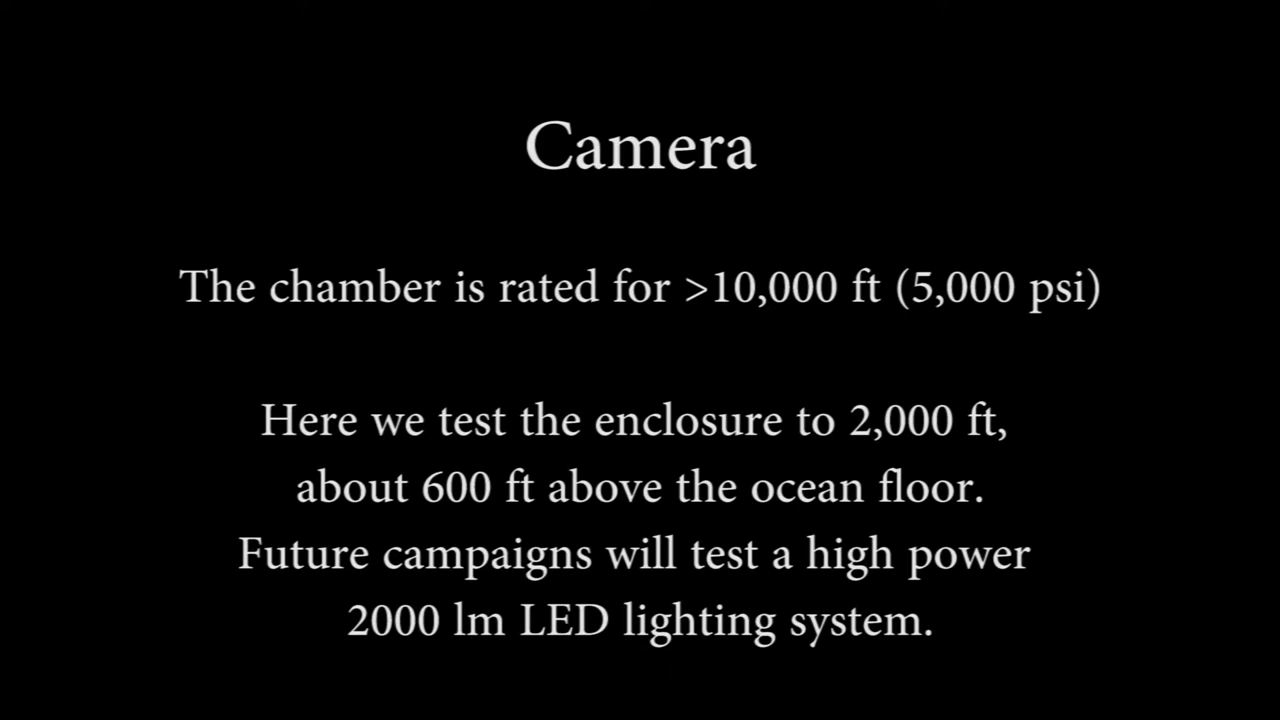 Camera
The chamber is rated for >10,000 ft (5,000 psi)
Here we test the enclosure to 2,000 ft,
about 600 ft above the ocean floor.
Future campaigns will test a high power
2000 lm LED lighting system.